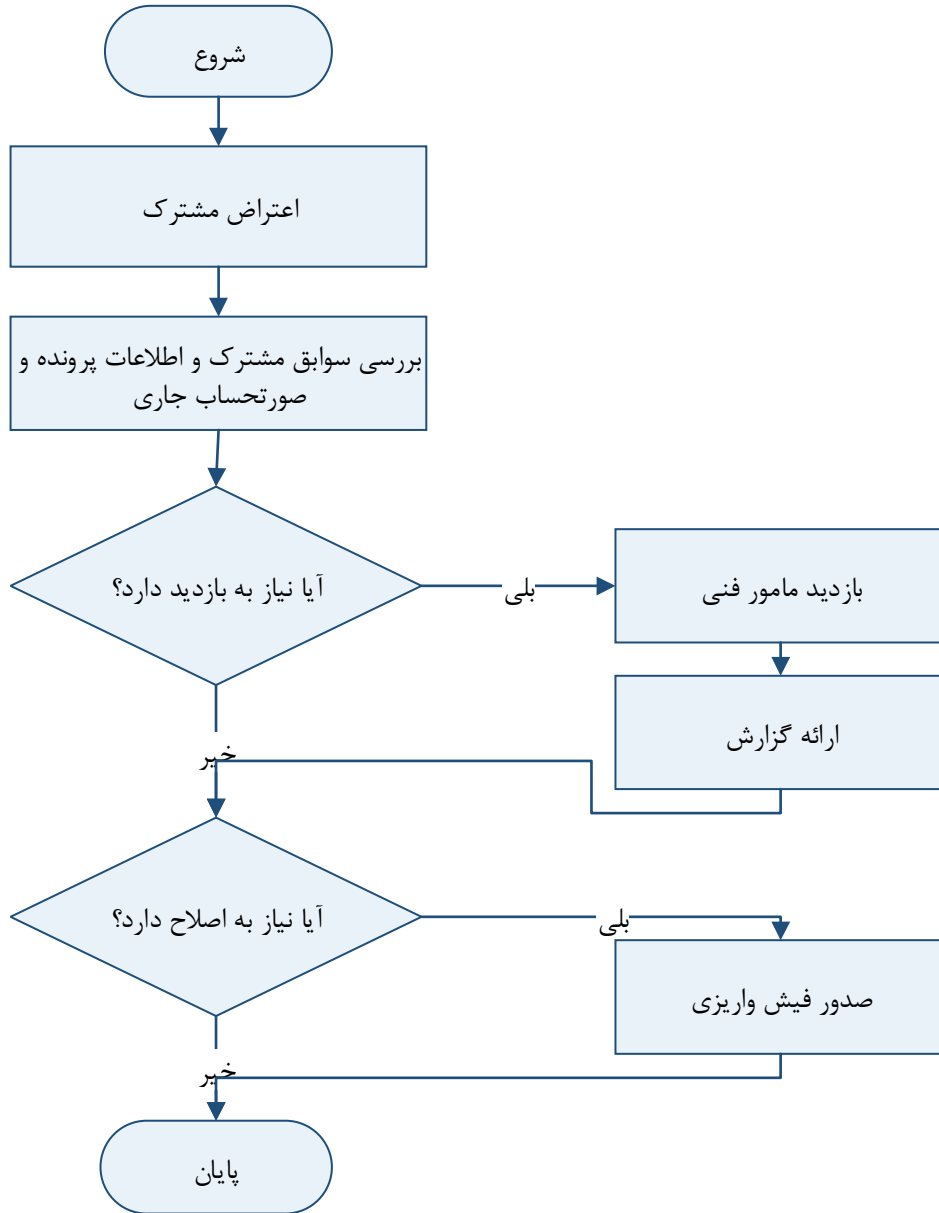 شروع
اعتراض مشترک
بررسی سوابق مشترک و اطلاعات پرونده و
صورتحساب جاری
آیا نیاز به بازدید دارد؟
بلی
بازدید مامور فنی
ارائه گزارش
خیر
آیا نیاز به اصلاح دارد؟
بلی
صدور فیش واریزی
خیر
پایان